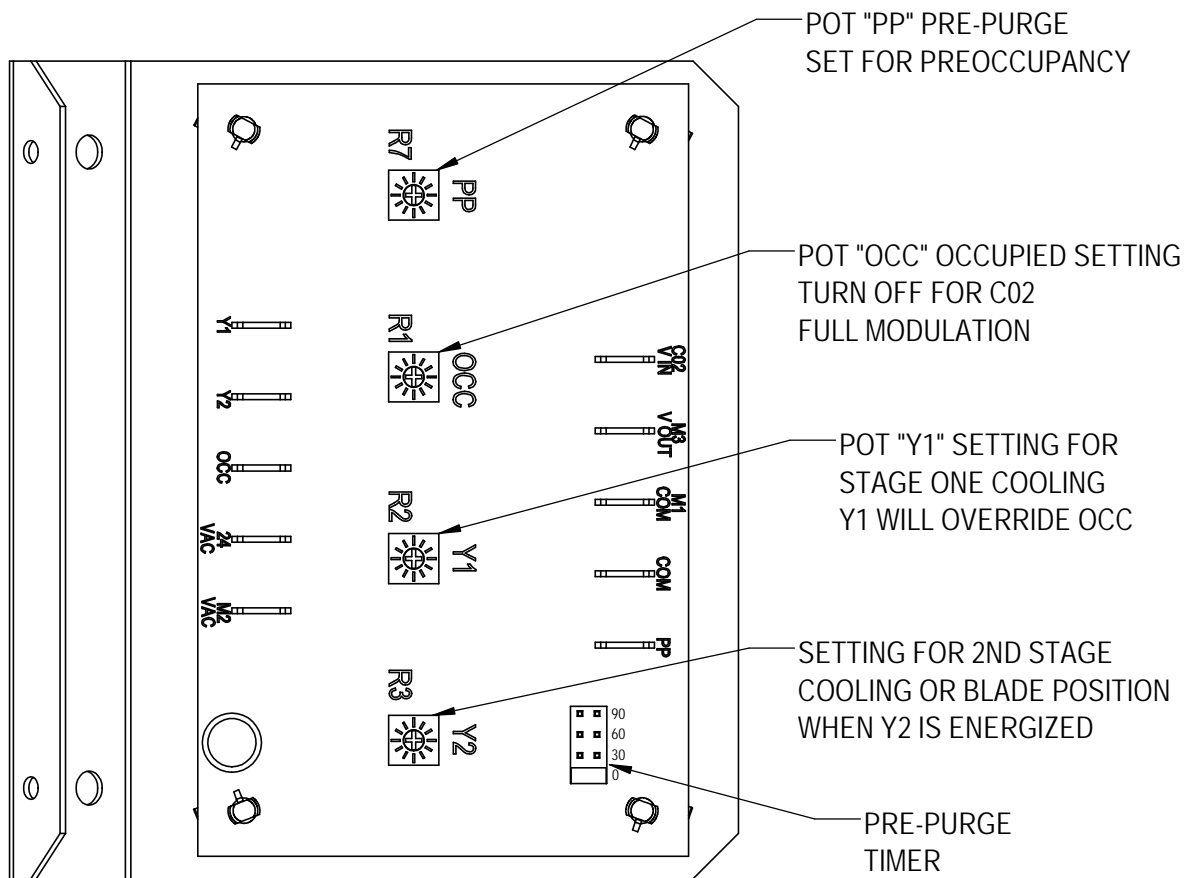 POT "PP" PRE-PURGE
SET FOR PREOCCUPANCY
R7
PP
POT "OCC" OCCUPIED SETTING
TURN OFF FOR C02
FULL MODULATION
R1
OCC
Y1
Y2
OCC
24
VAC
M2
VAC
C02
V IN
M3
V OUT
M1
COM
COM
PP
POT "Y1" SETTING FOR
STAGE ONE COOLING
Y1 WILL OVERRIDE OCC
R2
Y1
SETTING FOR 2ND STAGE
COOLING OR BLADE POSITION
WHEN Y2 IS ENERGIZED
R3
Y2
90
60
30
0
PRE-PURGE
TIMER